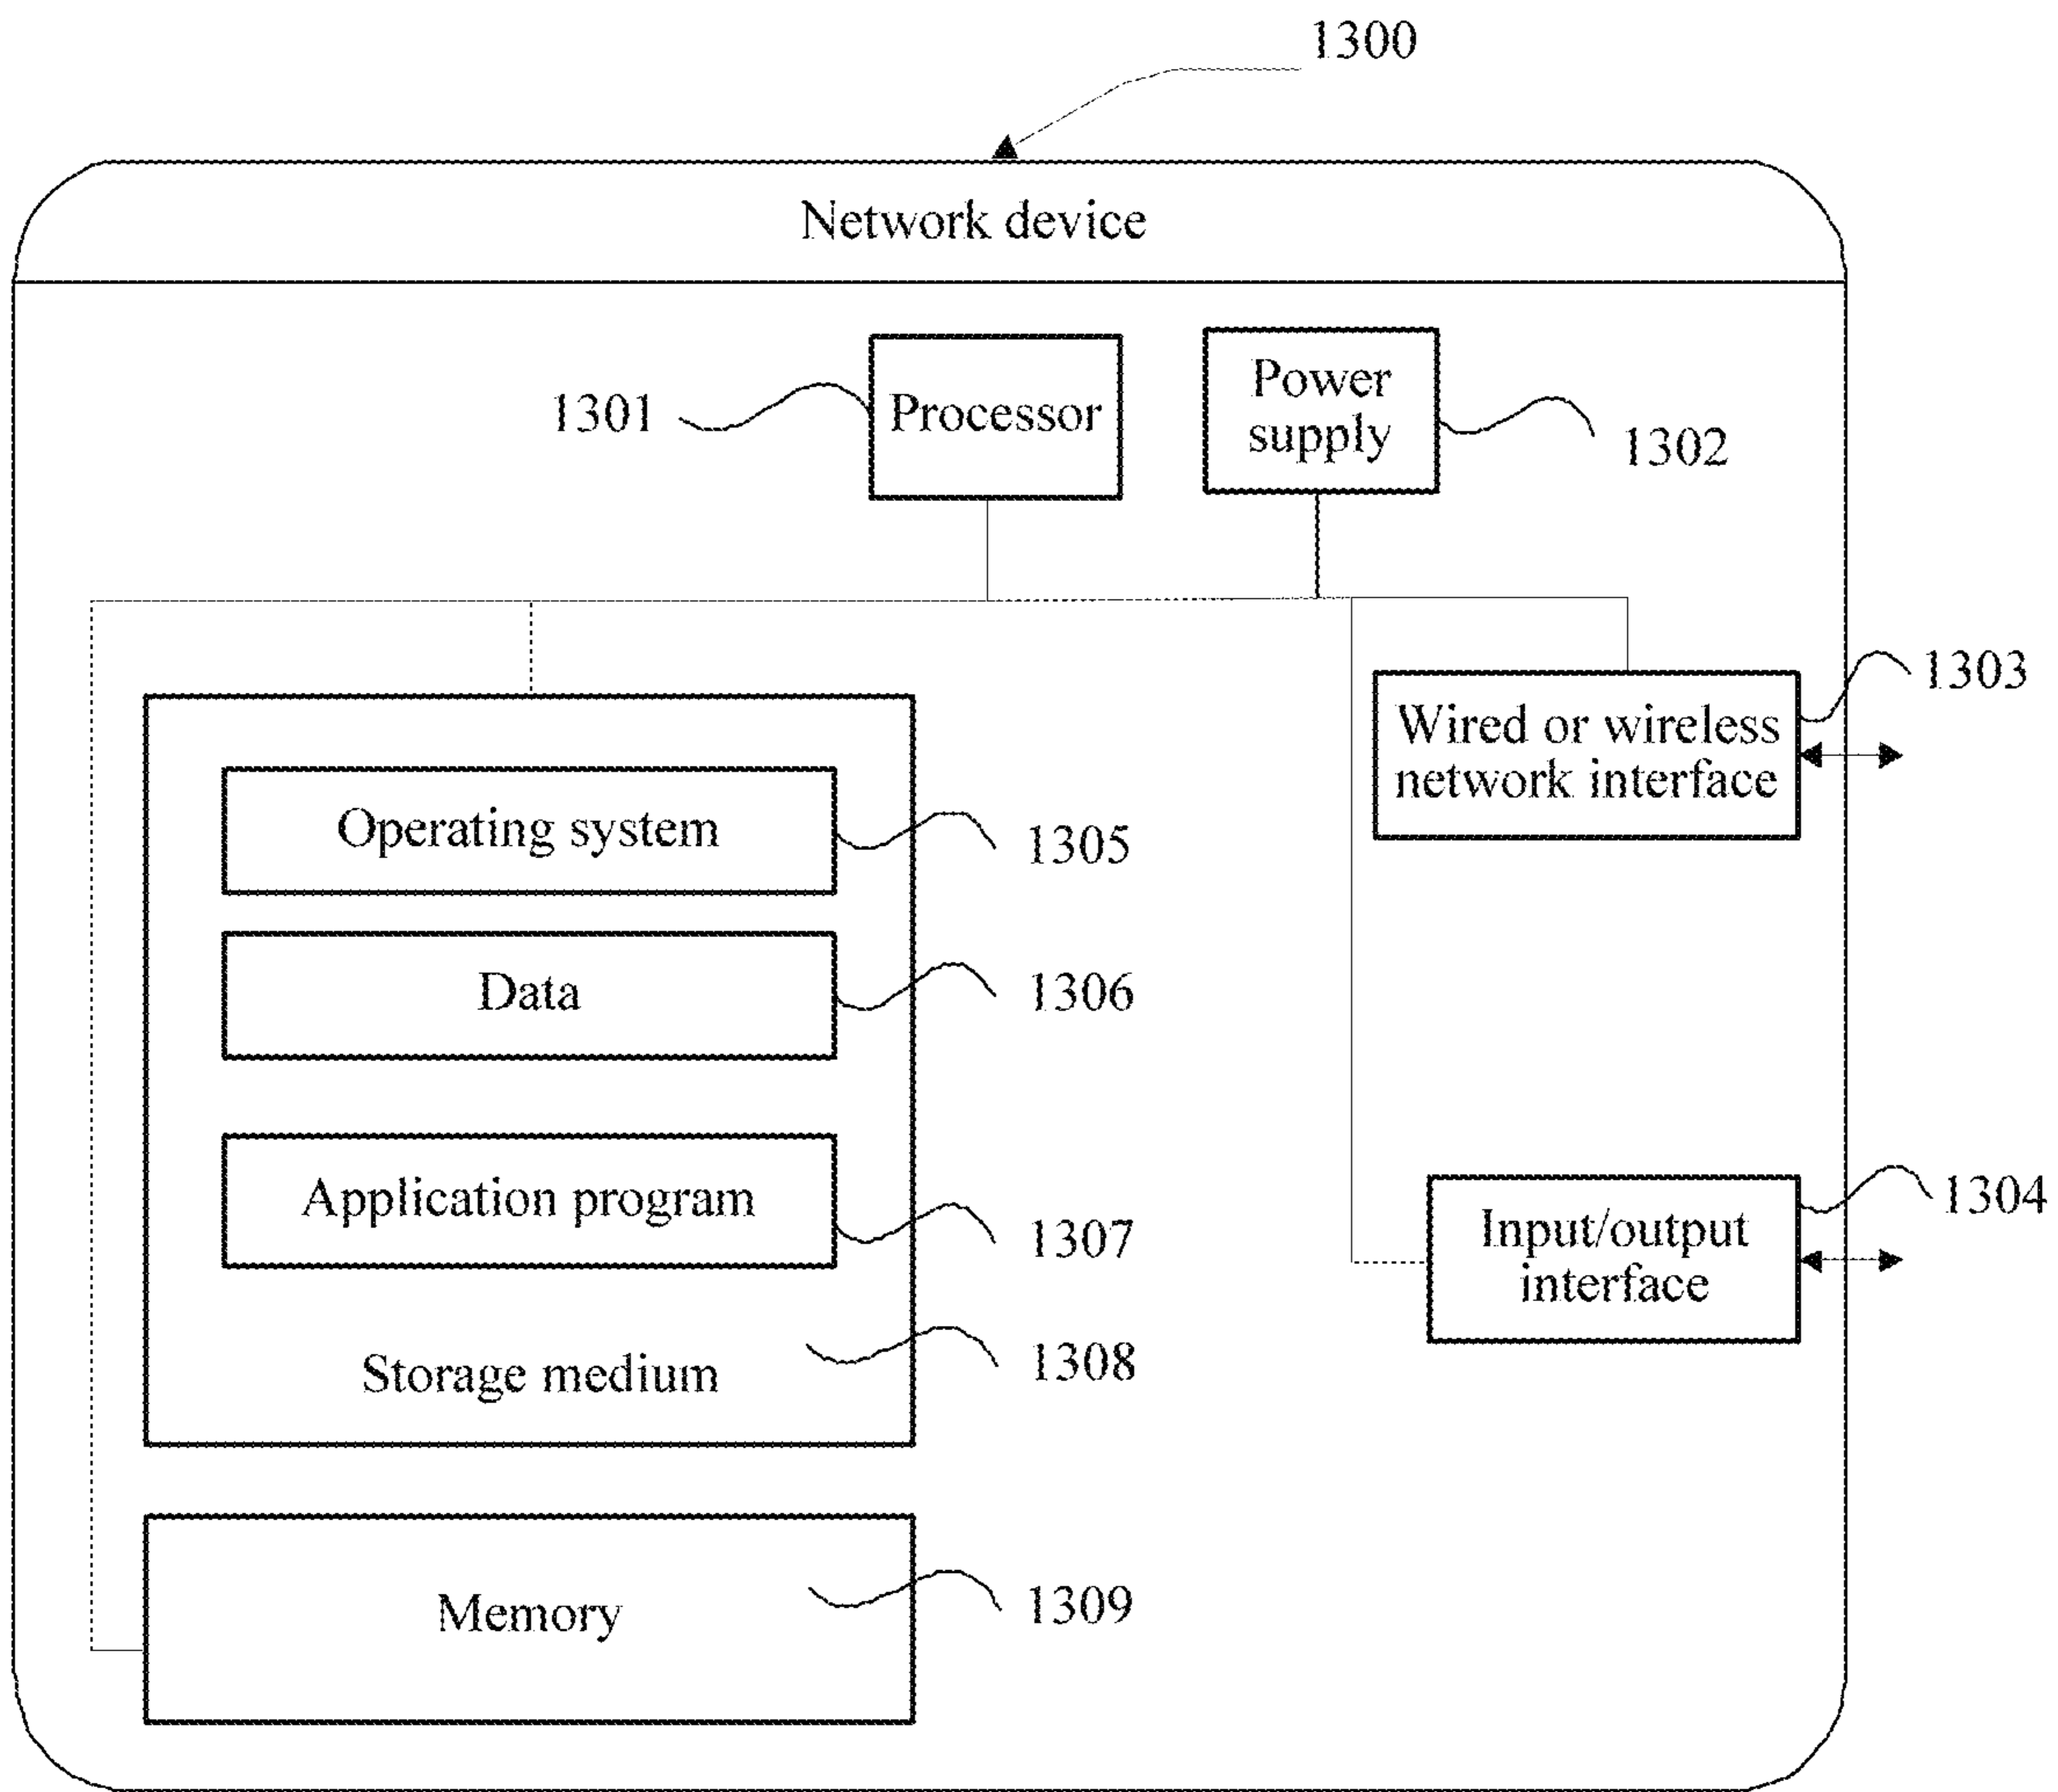 1300
Network device
1301
Processor
Power
supply
1302
1303
Wired or wireless
network interface
Operating system
1305
Data
1306
Application program
1307
1304
Input/output
interface
Storage medium
1308
Memory
1309